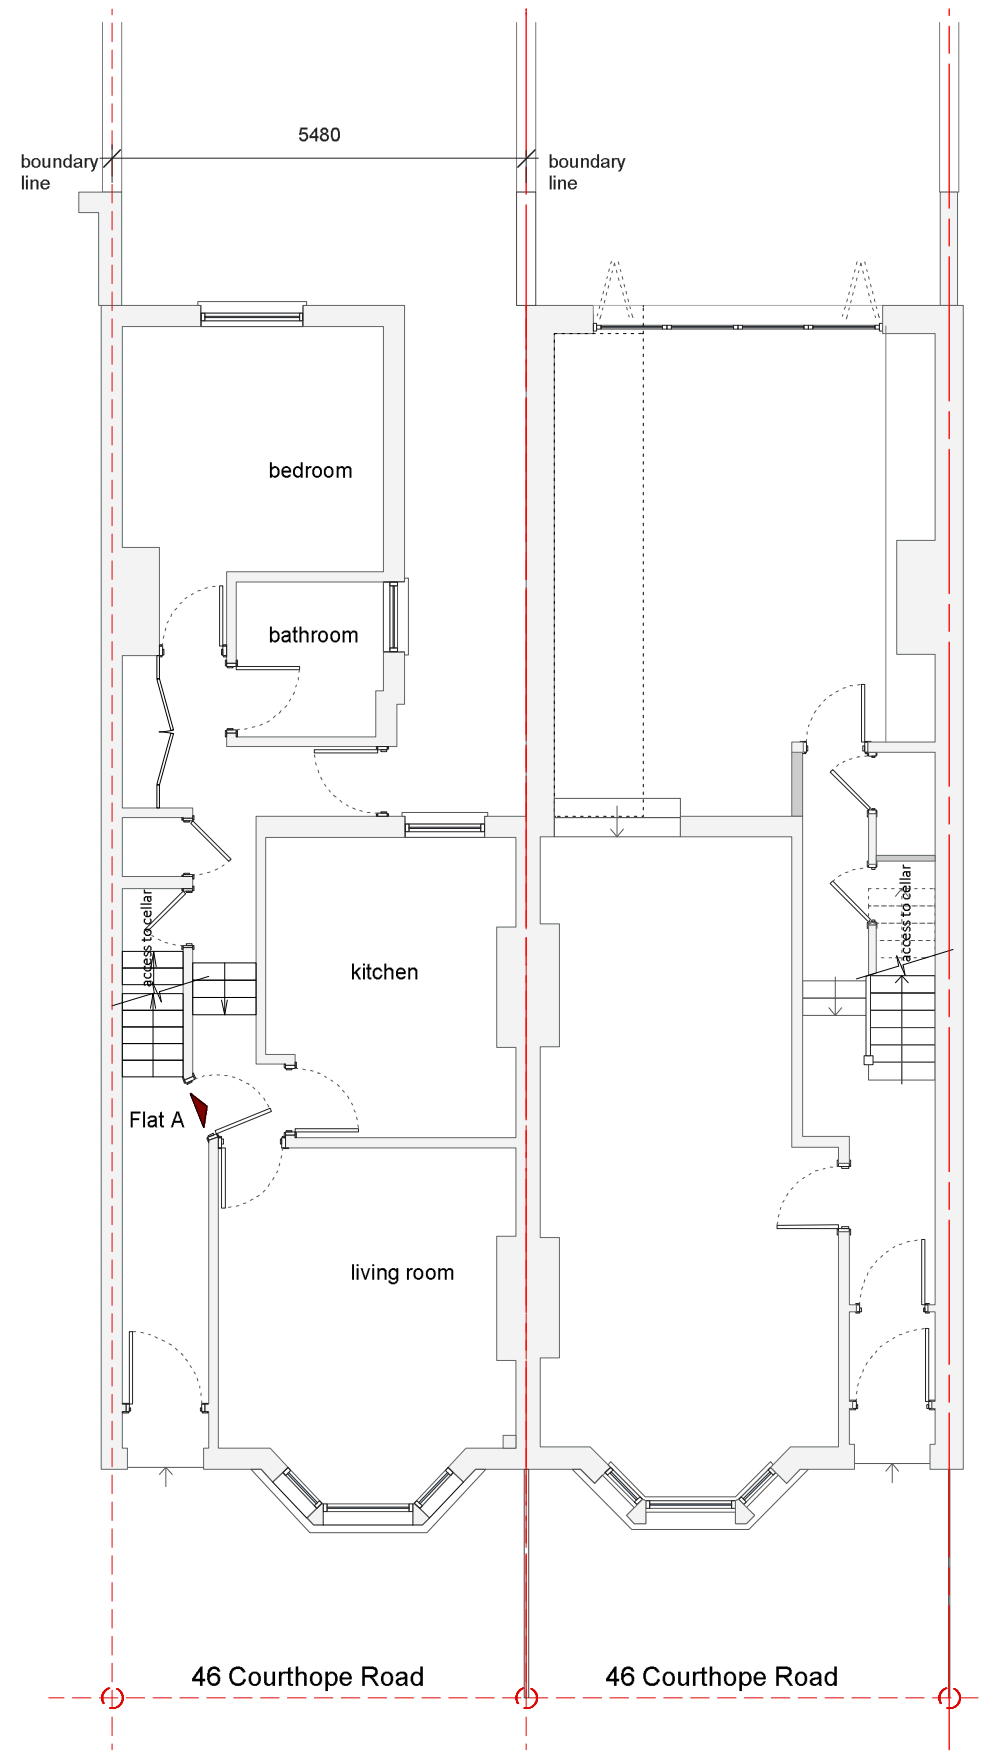 5480
boundary
line
boundary
line
bedroom
bathroom
access to cellar
access to cellar
kitchen
Flat A
living room
46 Courthope Road
46 Courthope Road